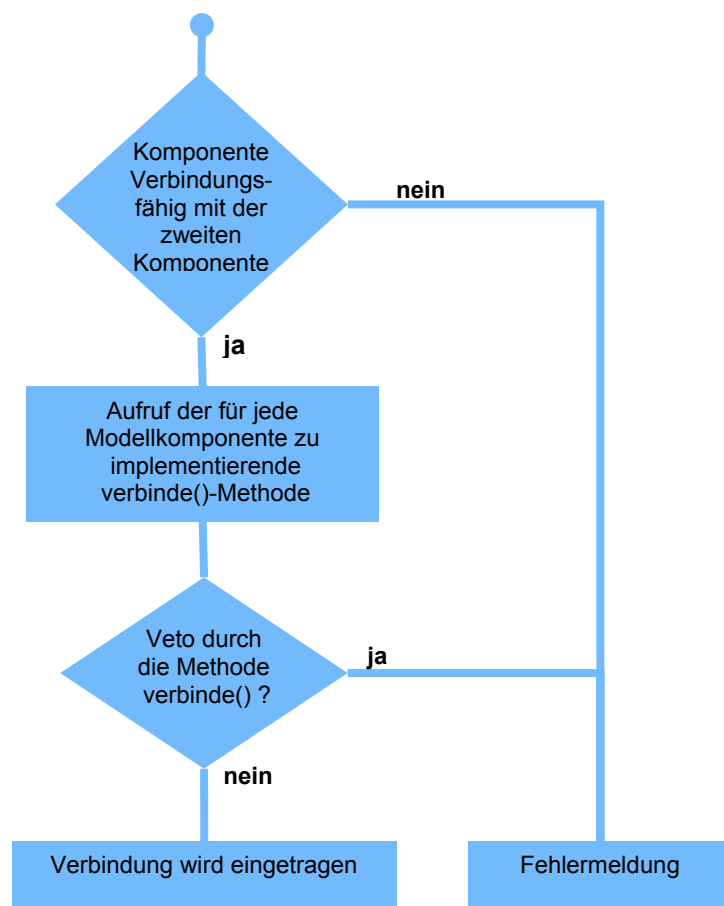 Komponente
Verbindungs-
fähig mit der
zweiten
Komponente
nein
ja
Aufruf der für jede
Modellkomponente zu
implementierende
verbinde()-Methode
Veto durch
die Methode
verbinde() ?
ja
nein
Verbindung wird eingetragen
Fehlermeldung